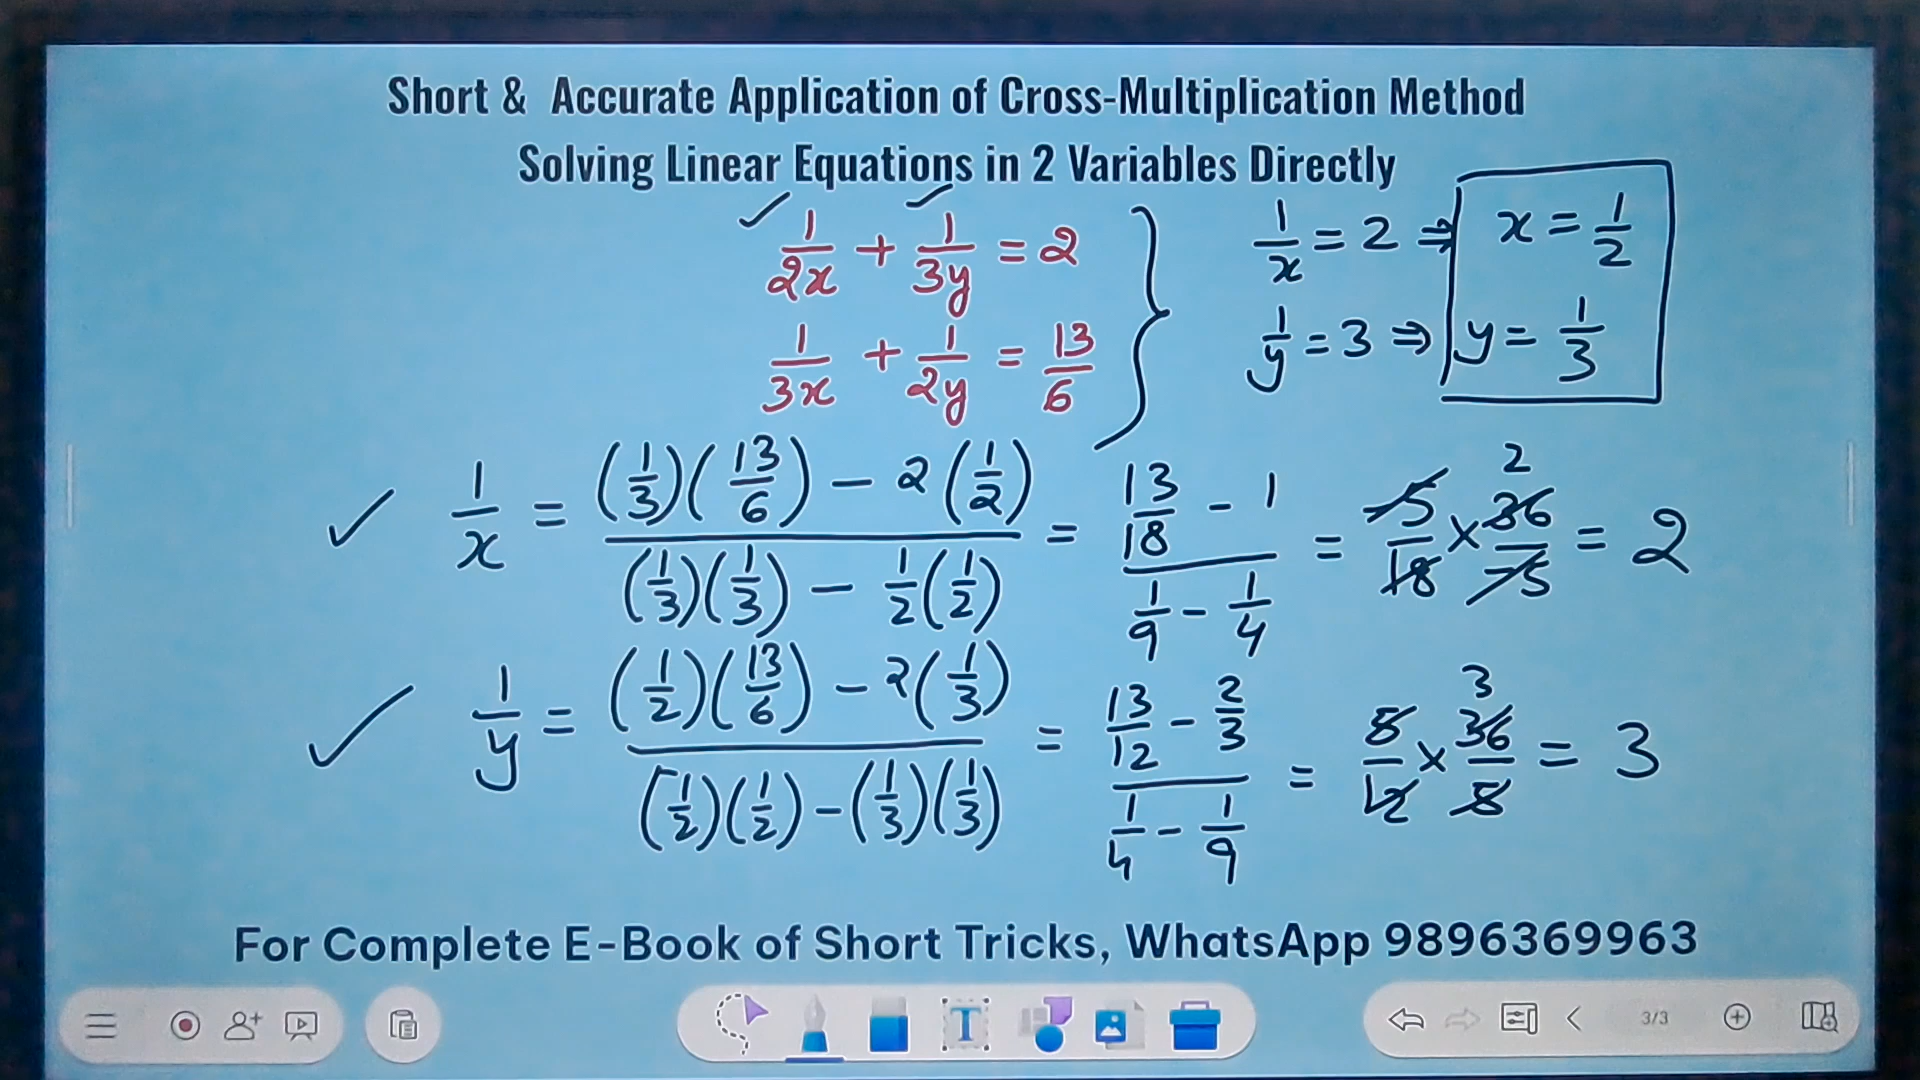 Short & Accurate Application of Cross-Multiplication Method
Solving Linear Equations in 2 Variables Directly
1/2x + 1/3y = 2
1/3x + 1/2y = 13/6
1/x = 2 ⇒ x = 1/2
1/y = 3 ⇒ y = 1/3
✓ 1/x = ((1/3)(13/6) − 2(1/2)) / ((1/3)(1/3) − 1/2(1/2)) = (13/18 − 1) / (1/9 − 1/4) = -5/18 × 36/-5 = 2
2
✓ 1/y = ((1/2)(13/6) − 2(1/3)) / ((1/2)(1/2) − (1/3)(1/3)) = (13/12 − 2/3) / (1/4 − 1/9) = 5/12 × 36/5 = 3
3
For Complete E-Book of Short Tricks, WhatsApp 9896369963
T
3/3